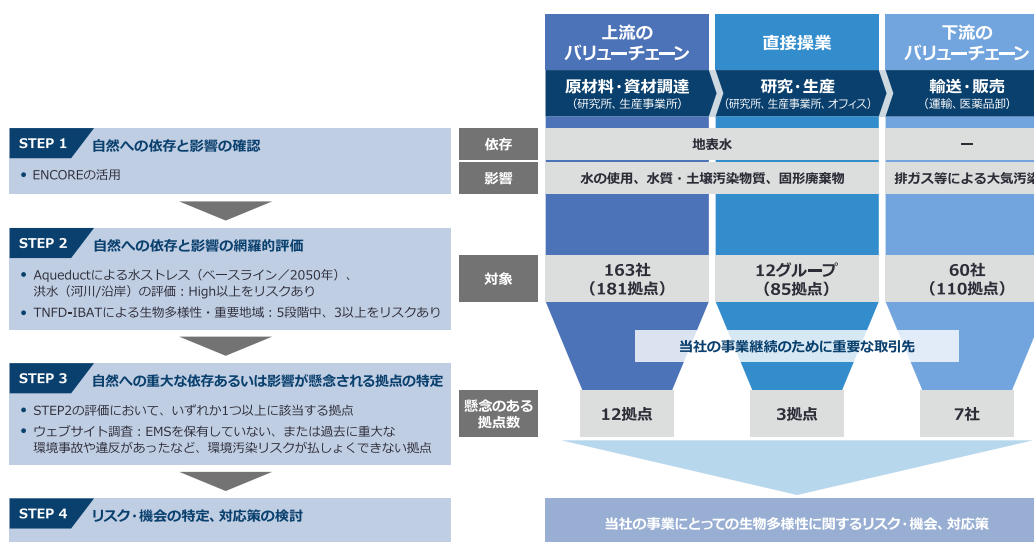 上流の
バリューチェーン
直接操業
下流の
バリューチェーン
原材料・資材調達
(研究所、生産事業所)
研究・生産
(研究所、生産事業所、オフィス)
輸送・販売
(運輸、医薬品卸)
STEP 1 自然への依存と影響の確認
• ENCOREの活用
依存
地表水
―
影響
水の使用、水質・土壌汚染物質、固形廃棄物
排ガス等による大気汚染
STEP 2 自然への依存と影響の網羅的評価
• Aqueductによる水ストレス（ベースライン／2050年）、
洪水（河川/沿岸）の評価：High以上をリスクあり
• TNFD-IBATによる生物多様性・重要地域：5段階中、3以上をリスクあり
対象
163社
（181拠点）
12グループ
（85拠点）
60社
（110拠点）
当社の事業継続のために重要な取引先
STEP 3 自然への重大な依存あるいは影響が懸念される拠点の特定
• STEP2の評価において、いずれか1つ以上に該当する拠点
• ウェブサイト調査：EMSを保有していない、または過去に重大な
環境事故や違反があったなど、環境汚染リスクが払しょくできない拠点
懸念のある
拠点数
12拠点
3拠点
7社
STEP 4 リスク・機会の特定、対応策の検討
当社の事業にとっての生物多様性に関するリスク・機会、対応策